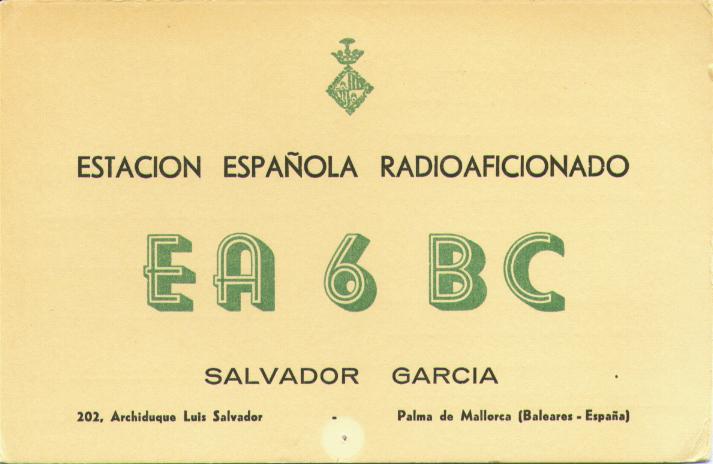 ESTACION ESPAÑOLA RADIOAFICIONADO
EA 6 BC
SALVADOR GARCIA
202, Archiduque Luis Salvador - Palma de Mallorca (Baleares - España)